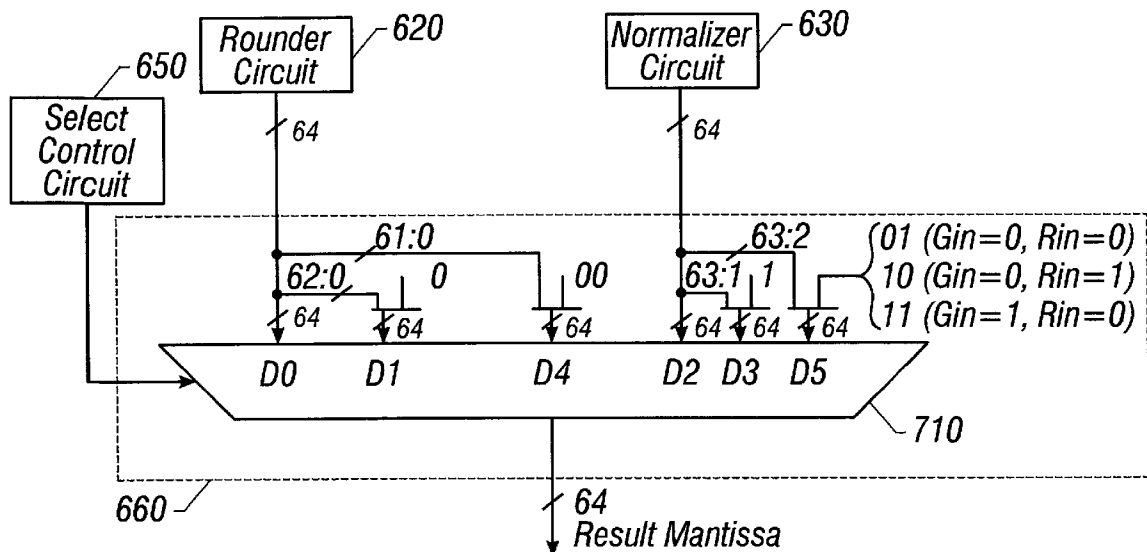 Rounder
Circuit
620
Normalizer
Circuit
630
650
Select
Control
Circuit
64
64
61:0
63:2
01 (Gin=0, Rin=0)
62:0
0
00
63:1
1
10 (Gin=0, Rin=1)
11 (Gin=1, Rin=0)
64
64
64
64
64
64
D0
D1
D4
D2
D3
D5
710
660
64
Result Mantissa